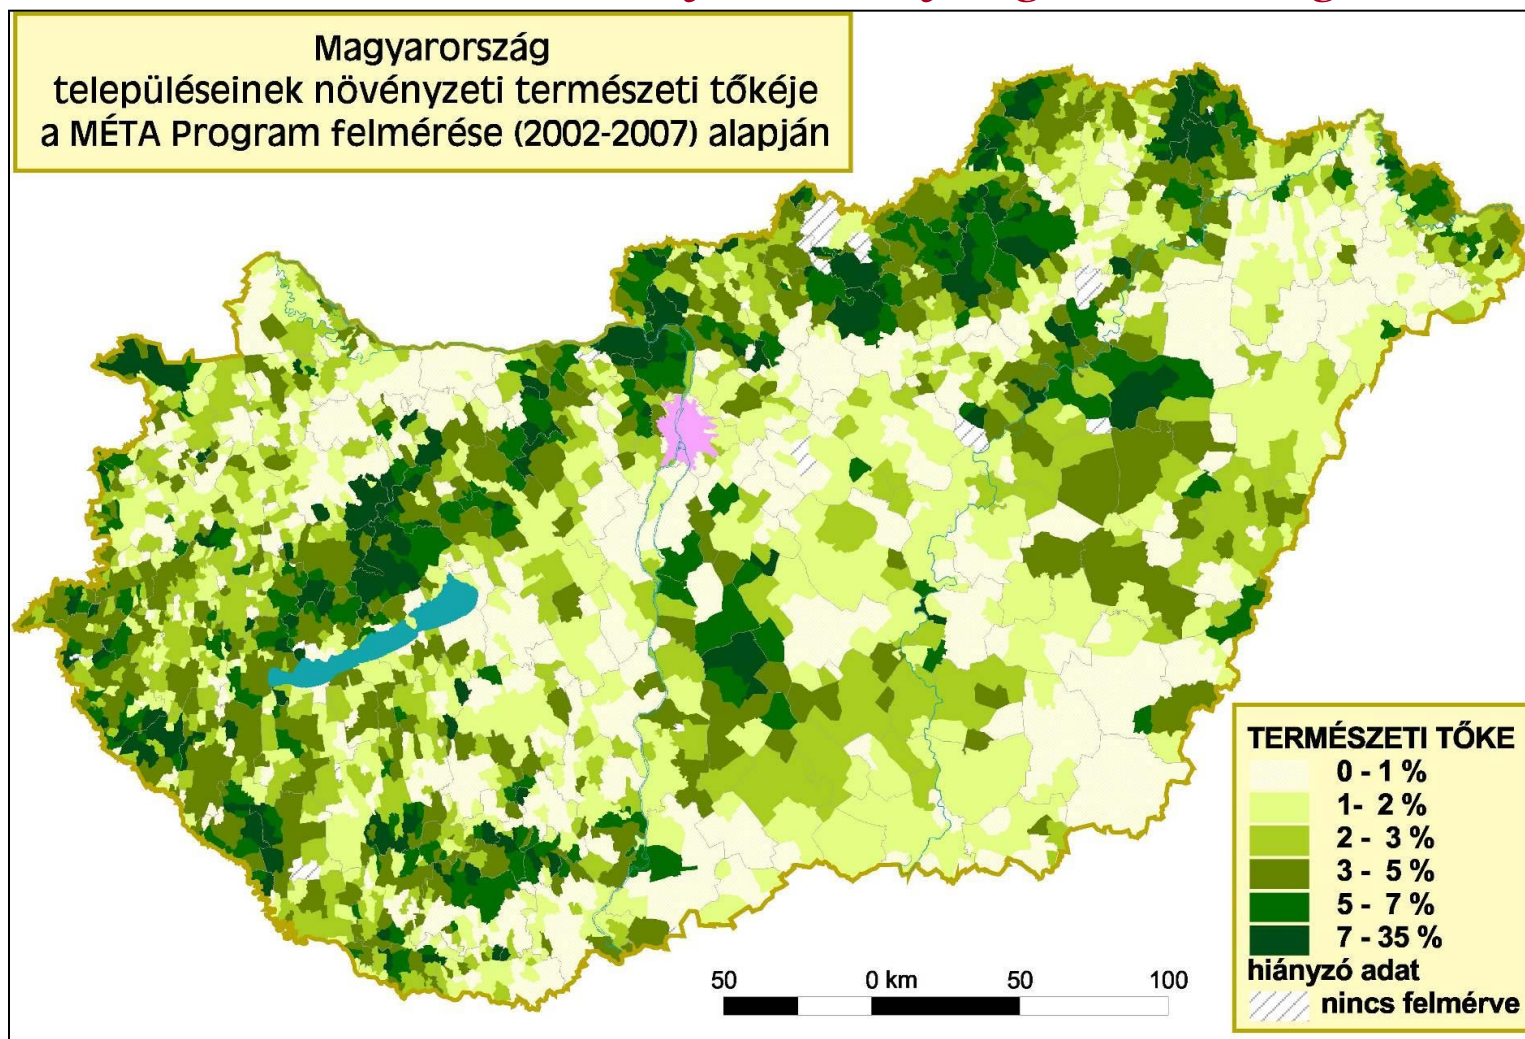 Magyarország
településeinek növényzeti természeti tőkéje
a MÉTA Program felmérése (2002-2007) alapján
TERMÉSZETI TŐKE
0 - 1 %
1- 2 %
2 - 3 %
3 - 5 %
5 - 7 %
7 - 35 %
hiányzó adat
nincs felmérve
50 0 km 50 100